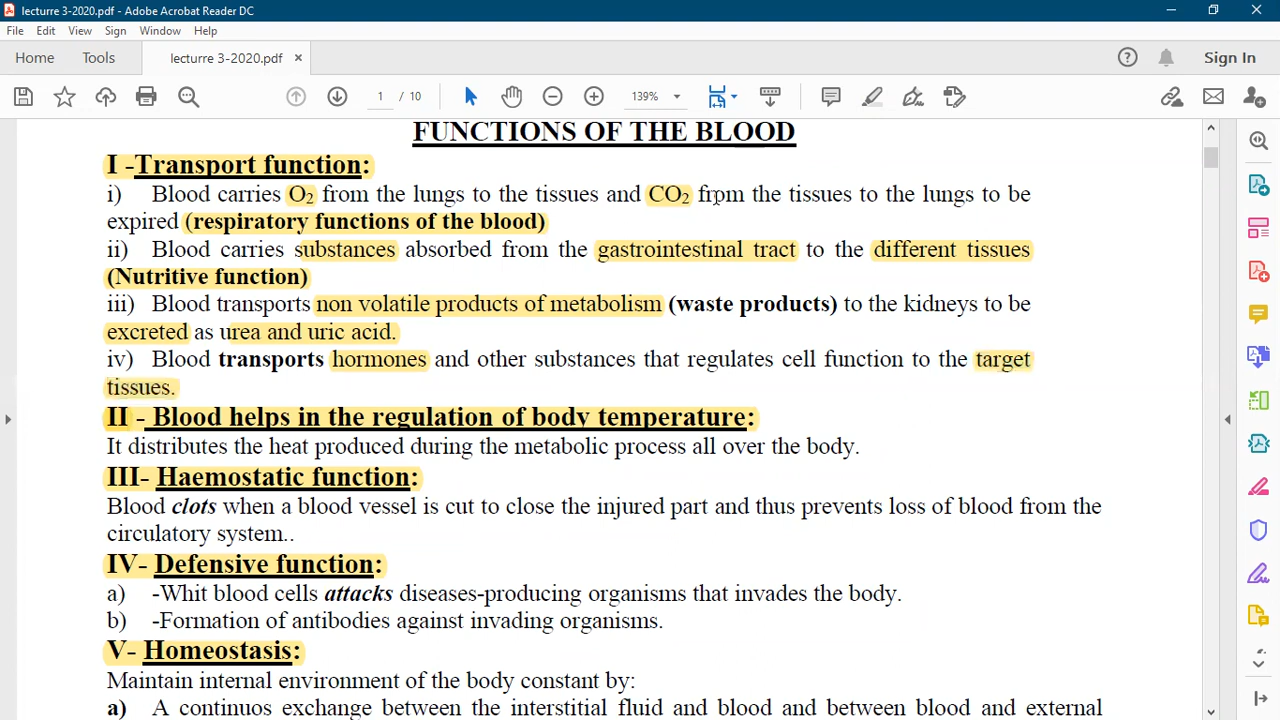 lecturre 3-2020.pdf - Adobe Acrobat Reader DC
File Edit View Sign Window Help
Home Tools lecturre 3-2020.pdf × Sign In
1 / 10 139%
FUNCTIONS OF THE BLOOD
I -Transport function:
i) Blood carries O2 from the lungs to the tissues and CO2 from the tissues to the lungs to be
expired (respiratory functions of the blood)
ii) Blood carries substances absorbed from the gastrointestinal tract to the different tissues
(Nutritive function)
iii) Blood transports non volatile products of metabolism (waste products) to the kidneys to be
excreted as urea and uric acid.
iv) Blood transports hormones and other substances that regulates cell function to the target
tissues.
II - Blood helps in the regulation of body temperature:
It distributes the heat produced during the metabolic process all over the body.
III- Haemostatic function:
Blood clots when a blood vessel is cut to close the injured part and thus prevents loss of blood from the
circulatory system..
IV- Defensive function:
a) -Whit blood cells attacks diseases-producing organisms that invades the body.
b) -Formation of antibodies against invading organisms.
V- Homeostasis:
Maintain internal environment of the body constant by:
a) A continuos exchange between the interstitial fluid and blood and between blood and external